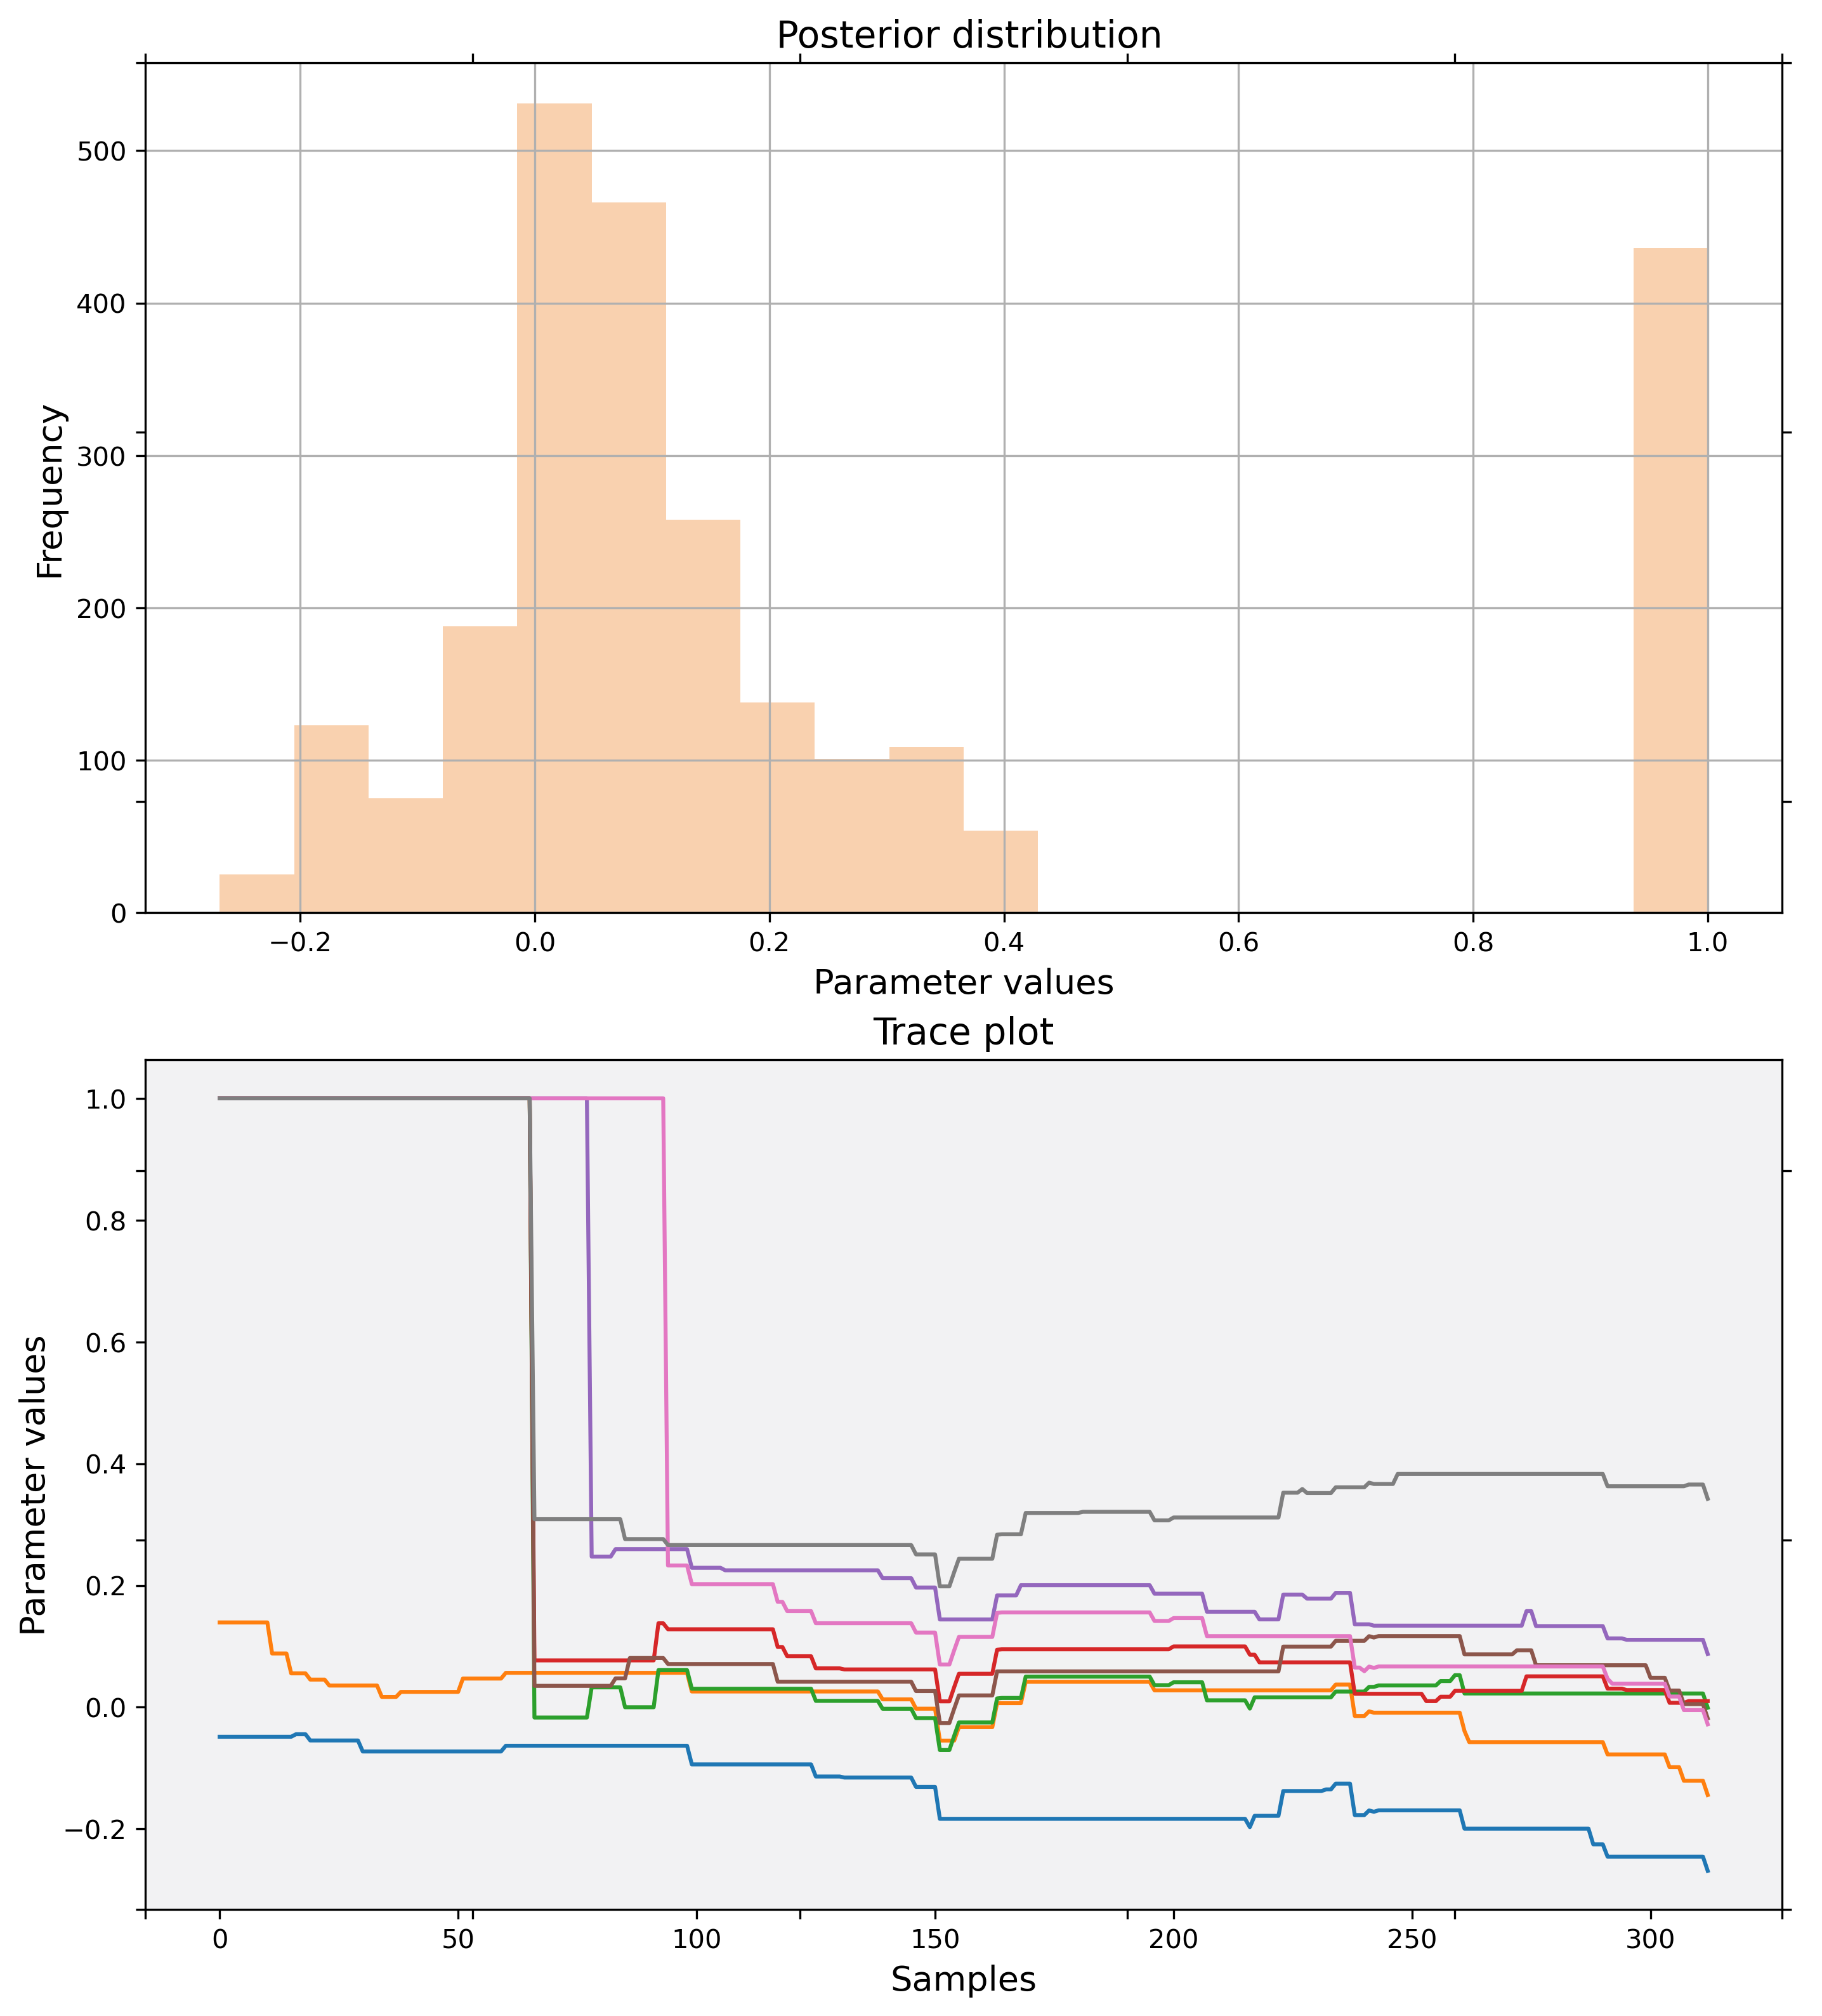 Posterior distribution
500
400
300
200
100
0
Frequency
−0.2 0.0 0.2 0.4 0.6 0.8 1.0
Parameter values
Trace plot
1.0
0.8
0.6
0.4
0.2
0.0
−0.2
Parameter values
0 50 100 150 200 250 300
Samples